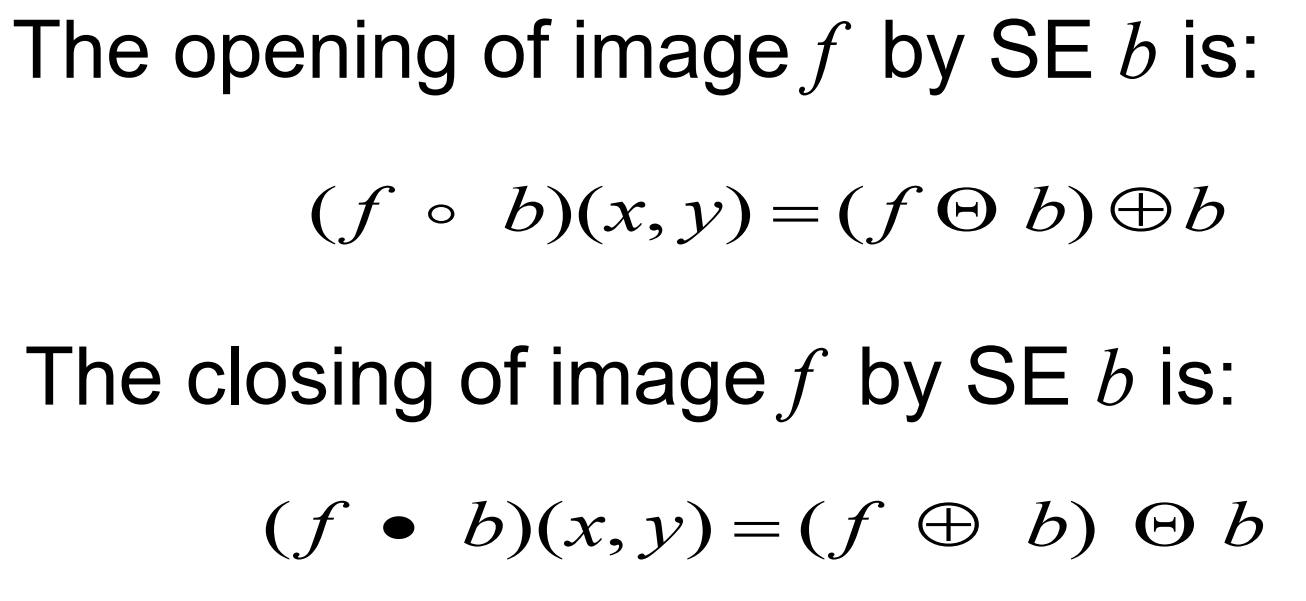 The opening of image f by SE b is:
(f ∘ b)(x, y) = (f Θ b) ⊕ b
The closing of image f by SE b is:
(f • b)(x, y) = (f ⊕ b) Θ b